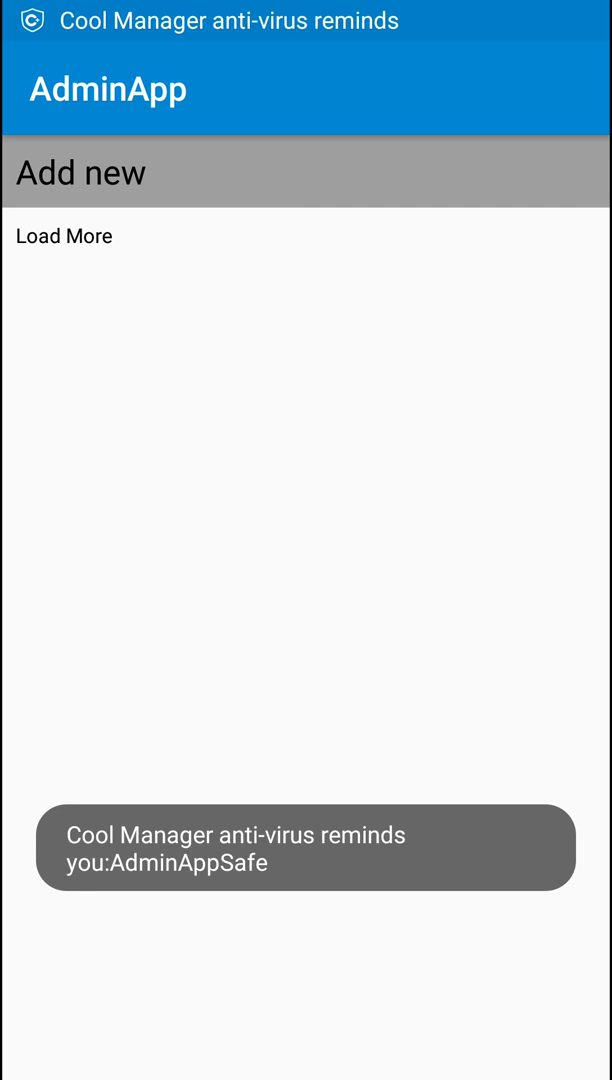 Cool Manager anti-virus reminds
AdminApp
Add new
Load More
Cool Manager anti-virus reminds
you:AdminAppSafe